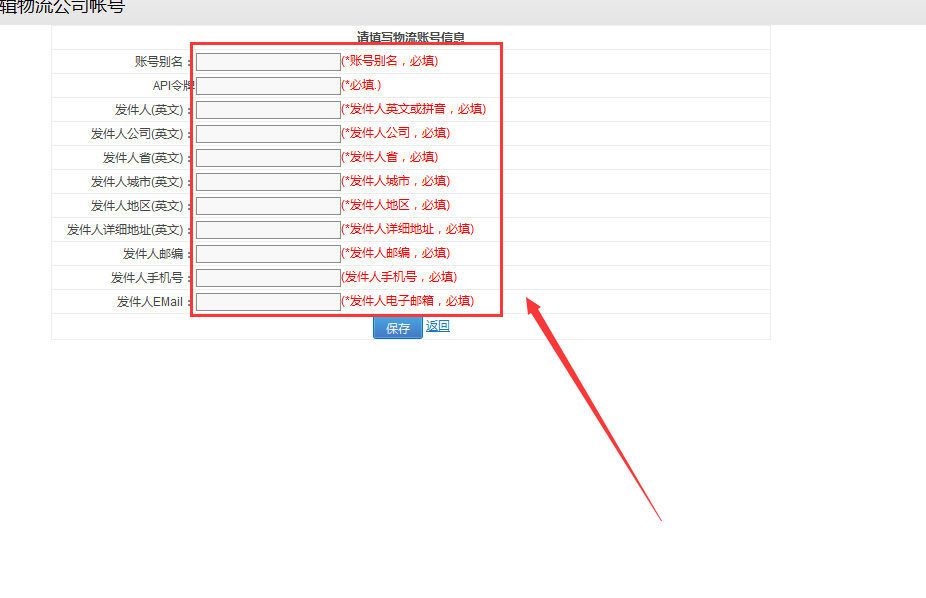 辑物流公司帐号
请填写物流账号信息
账号别名： (*账号别名，必填)
API令牌 (*必填.)
发件人(英文)： (*发件人英文或拼音，必填)
发件人公司(英文)： (*发件人公司，必填)
发件人省(英文)： (*发件人省，必填)
发件人城市(英文)： (*发件人城市，必填)
发件人地区(英文)： (*发件人地区，必填)
发件人详细地址(英文)： (*发件人详细地址，必填)
发件人邮编： (*发件人邮编，必填)
发件人手机号： (发件人手机号，必填)
发件人EMail： (*发件人电子邮箱，必填)
保存 返回